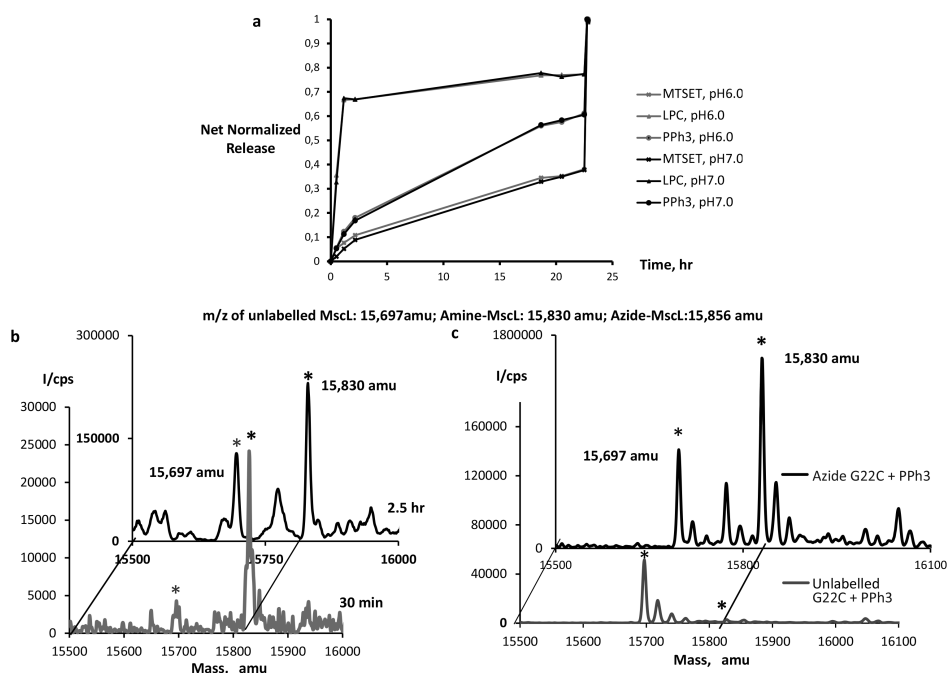 a
1
0,9
0,8
0,7
0,6
0,5
0,4
0,3
0,2
0,1
0
Net Normalized
Release
0 5 10 15 20 25
Time, hr
MTSET, pH6.0
LPC, pH6.0
PPh3, pH6.0
MTSET, pH7.0
LPC, pH7.0
PPh3, pH7.0
m/z of unlabelled MscL: 15,697amu; Amine-MscL: 15,830 amu; Azide-MscL:15,856 amu
b
300000
150000
0
I/cps
30000
25000
20000
15000
10000
5000
0
*
15,830 amu
* *
15,697 amu
2.5 hr
15500 15750 16000
*
30 min
15500 15600 15700 15800 15900 16000
Mass, amu
c
1800000
0
I/cps
160000
120000
80000
40000
0
*
15,830 amu
*
15,697 amu
Azide G22C + PPh3
15500 15800 16100
*
*
Unlabelled
G22C + PPh3
15500 15600 15700 15800 15900 16000 16100
Mass, amu